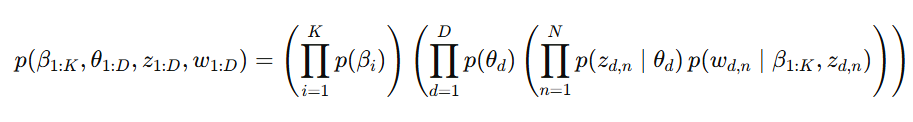 p(β_{1:K}, θ_{1:D}, z_{1:D}, w_{1:D}) = (∏_{i=1}^{K} p(β_i)) (∏_{d=1}^{D} p(θ_d) (∏_{n=1}^{N} p(z_{d,n} | θ_d) p(w_{d,n} | β_{1:K}, z_{d,n})))